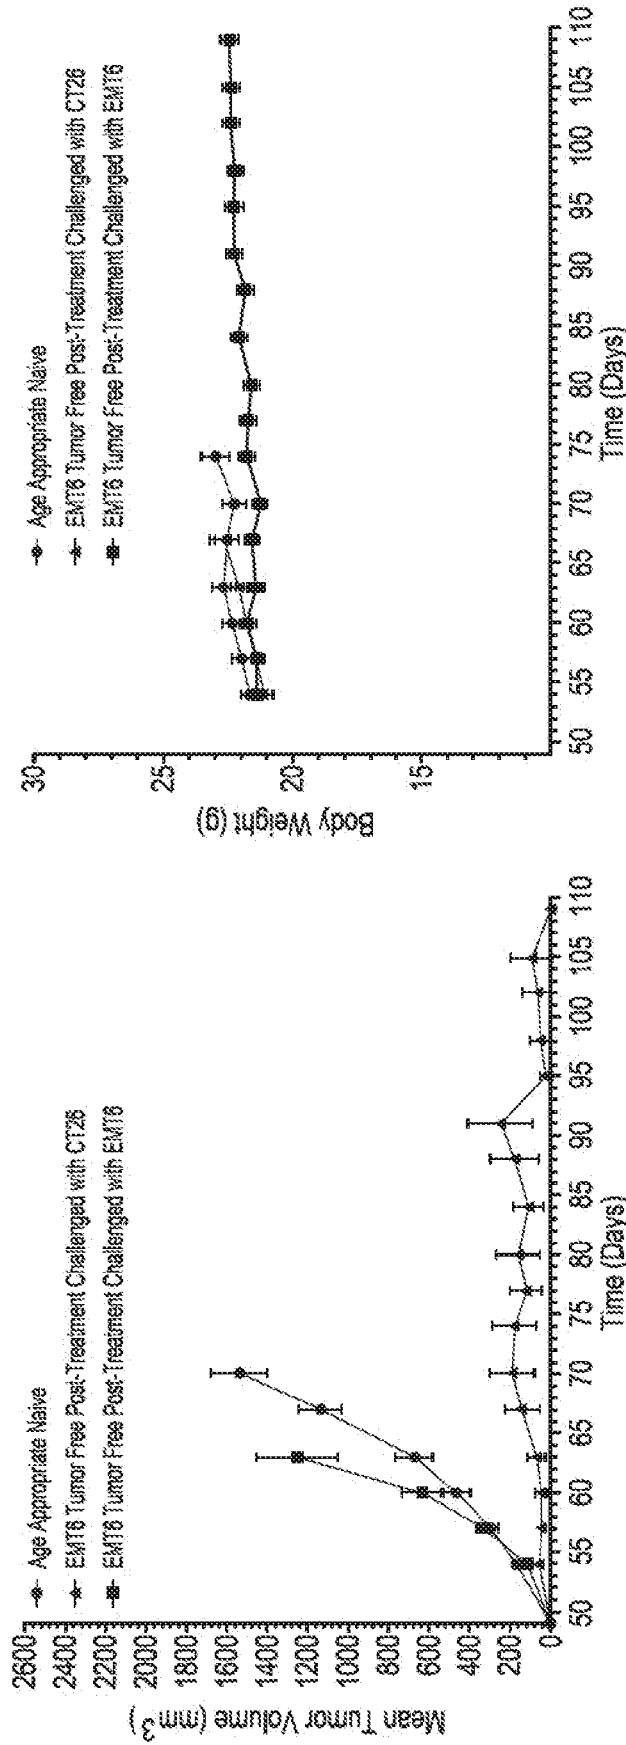 2600
2400
2200
2000
1800
1600
1400
1200
1000
800
600
400
200
0
Mean Tumor Volume (mm3)
Age Appropriate Naive
EMT6 Tumor Free Post-Treatment Challenged with CT26
EMT6 Tumor Free Post-Treatment Challenged with EMT6
50 55 60 65 70 75 80 85 90 95 100 105 110
Time (Days)
30
25
20
15
Body Weight (g)
Age Appropriate Naive
EMT6 Tumor Free Post-Treatment Challenged with CT26
EMT6 Tumor Free Post-Treatment Challenged with EMT6
50 55 60 65 70 75 80 85 90 95 100 105 110
Time (Days)